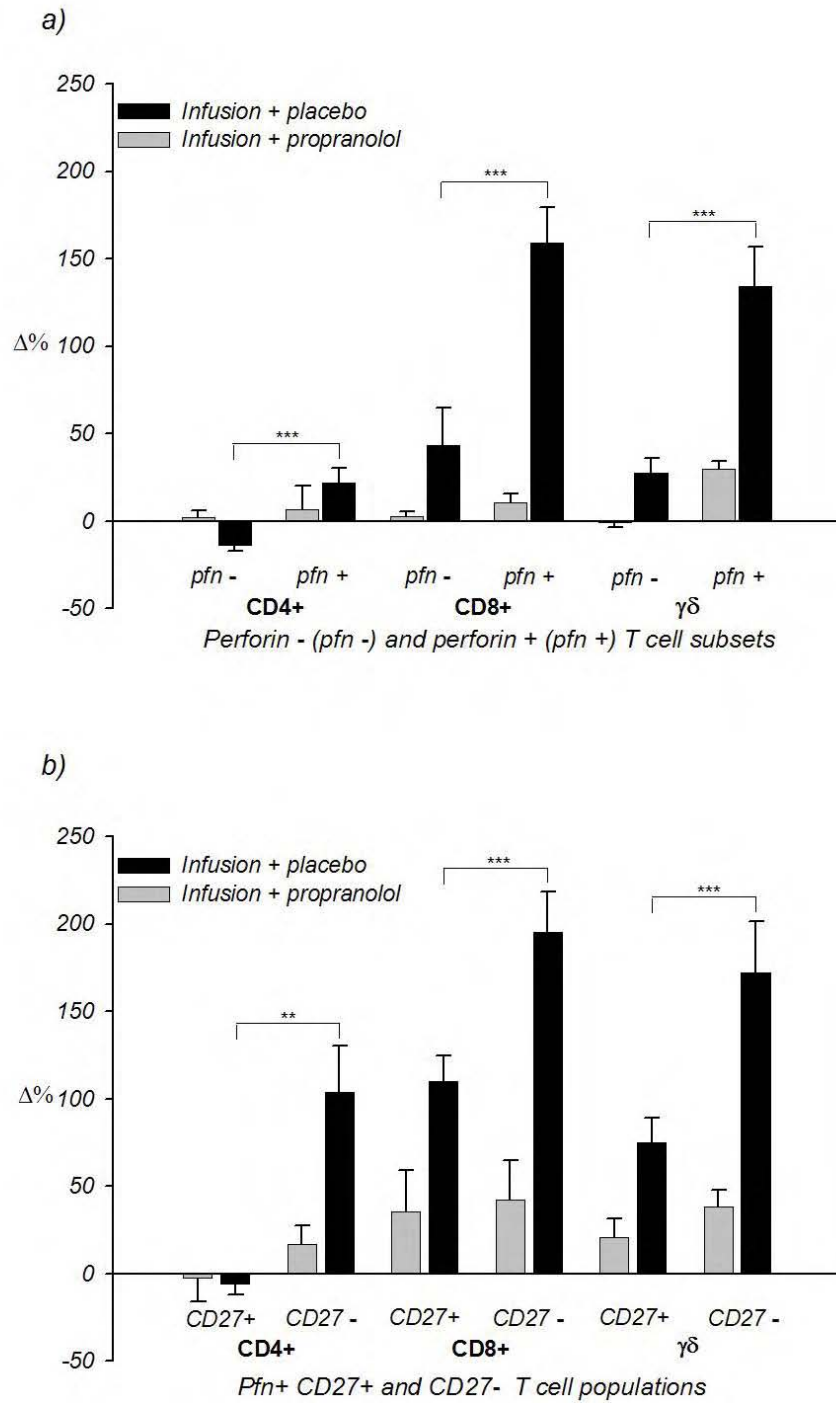 a)
250
Infusion + placebo
Infusion + propranolol
200
***
***
150
Δ% 100
50
***
0
pfn - pfn + pfn - pfn + pfn - pfn +
-50
CD4+ CD8+ γδ
Perforin - (pfn -) and perforin + (pfn +) T cell subsets
b)
250
Infusion + placebo
Infusion + propranolol
***
200
***
150
**
Δ% 100
50
0
CD27+ CD27 - CD27+ CD27 - CD27+ CD27 -
CD4+ CD8+ γδ
-50
Pfn+ CD27+ and CD27- T cell populations